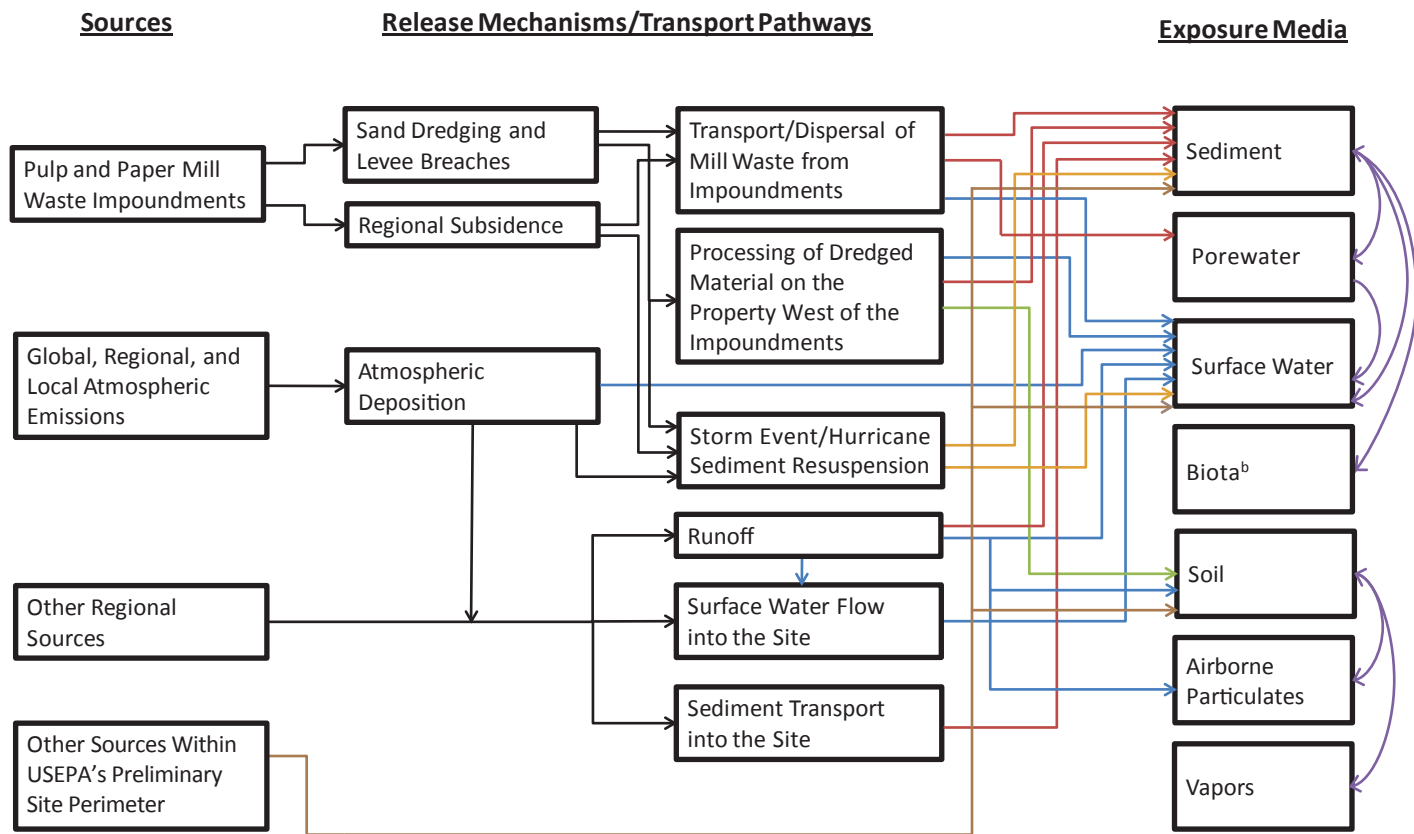 Sources
Release Mechanisms/Transport Pathways
Exposure Media
Pulp and Paper Mill
Waste Impoundments
Global, Regional, and
Local Atmospheric
Emissions
Other Regional
Sources
Other Sources Within
USEPA's Preliminary
Site Perimeter
Sand Dredging and
Levee Breaches
Regional Subsidence
Atmospheric
Deposition
Transport/Dispersal of
Mill Waste from
Impoundments
Processing of Dredged
Material on the
Property West of the
Impoundments
Storm Event/Hurricane
Sediment Resuspension
Runoff
Surface Water Flow
into the Site
Sediment Transport
into the Site
Sediment
Porewater
Surface Water
Biotaᵇ
Soil
Airborne
Particulates
Vapors